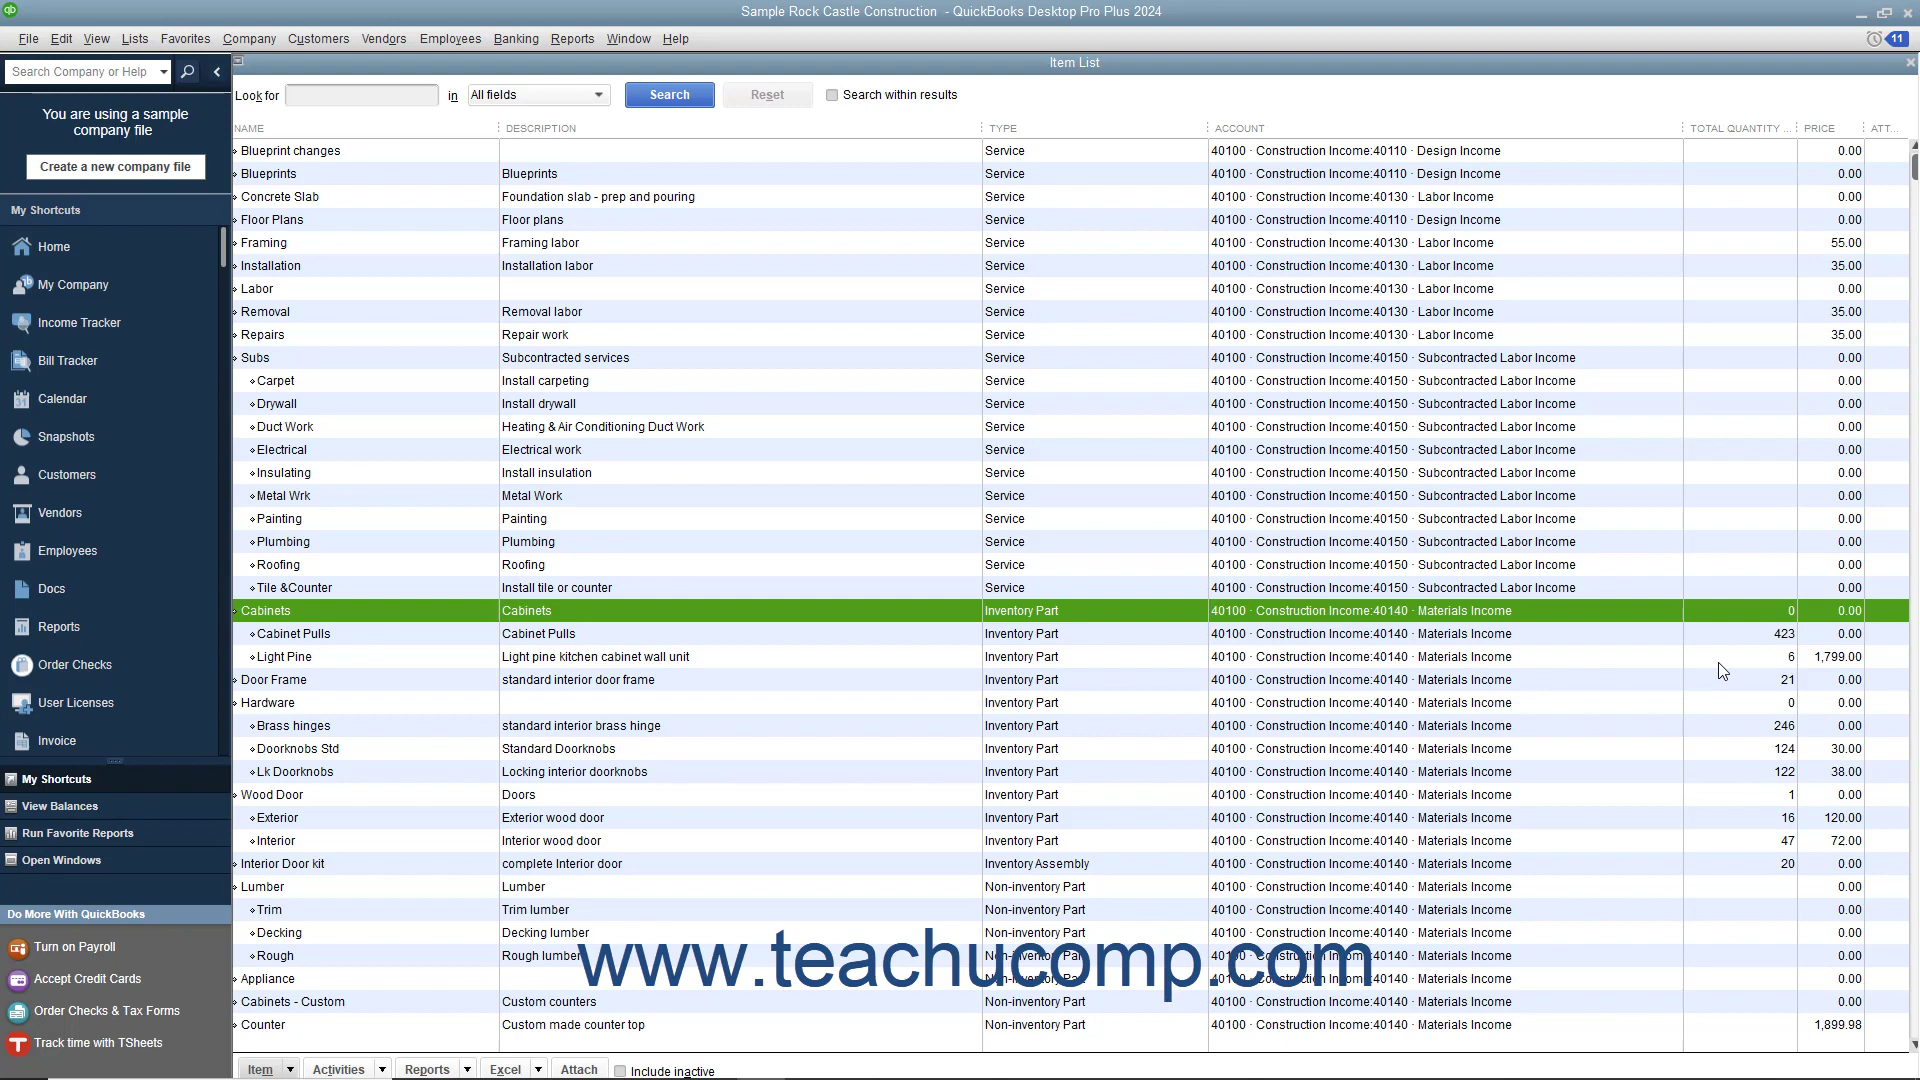 Sample Rock Castle Construction - QuickBooks Desktop Pro Plus 2024
File Edit View Lists Favorites Company Customers Vendors Employees Banking Reports Window Help
11
Search Company or Help
Item List
Look for in All fields Search Reset Search within results
You are using a sample
company file
Create a new company file
My Shortcuts
Home
My Company
Income Tracker
Bill Tracker
31 Calendar
Snapshots
Customers
Vendors
Employees
Docs
Reports
Order Checks
User Licenses
Invoice
My Shortcuts
View Balances
Run Favorite Reports
Open Windows
Do More With QuickBooks
Turn on Payroll
Accept Credit Cards
Order Checks & Tax Forms
Track time with TSheets
NAME DESCRIPTION TYPE ACCOUNT TOTAL QUANTITY ... PRICE ATT...
Blueprint changes Service 40100 · Construction Income:40110 · Design Income 0.00
Blueprints Blueprints Service 40100 · Construction Income:40110 · Design Income 0.00
Concrete Slab Foundation slab - prep and pouring Service 40100 · Construction Income:40130 · Labor Income 0.00
Floor Plans Floor plans Service 40100 · Construction Income:40110 · Design Income 0.00
Framing Framing labor Service 40100 · Construction Income:40130 · Labor Income 55.00
Installation Installation labor Service 40100 · Construction Income:40130 · Labor Income 35.00
Labor Service 40100 · Construction Income:40130 · Labor Income 0.00
Removal Removal labor Service 40100 · Construction Income:40130 · Labor Income 35.00
Repairs Repair work Service 40100 · Construction Income:40130 · Labor Income 35.00
Subs Subcontracted services Service 40100 · Construction Income:40150 · Subcontracted Labor Income 0.00
Carpet Install carpeting Service 40100 · Construction Income:40150 · Subcontracted Labor Income 0.00
Drywall Install drywall Service 40100 · Construction Income:40150 · Subcontracted Labor Income 0.00
Duct Work Heating & Air Conditioning Duct Work Service 40100 · Construction Income:40150 · Subcontracted Labor Income 0.00
Electrical Electrical work Service 40100 · Construction Income:40150 · Subcontracted Labor Income 0.00
Insulating Install insulation Service 40100 · Construction Income:40150 · Subcontracted Labor Income 0.00
Metal Wrk Metal Work Service 40100 · Construction Income:40150 · Subcontracted Labor Income 0.00
Painting Painting Service 40100 · Construction Income:40150 · Subcontracted Labor Income 0.00
Plumbing Plumbing Service 40100 · Construction Income:40150 · Subcontracted Labor Income 0.00
Roofing Roofing Service 40100 · Construction Income:40150 · Subcontracted Labor Income 0.00
Tile &Counter Install tile or counter Service 40100 · Construction Income:40150 · Subcontracted Labor Income 0.00
Cabinets Cabinets Inventory Part 40100 · Construction Income:40140 · Materials Income 0 0.00
Cabinet Pulls Cabinet Pulls Inventory Part 40100 · Construction Income:40140 · Materials Income 423 0.00
Light Pine Light pine kitchen cabinet wall unit Inventory Part 40100 · Construction Income:40140 · Materials Income 6 1,799.00
Door Frame standard interior door frame Inventory Part 40100 · Construction Income:40140 · Materials Income 21 0.00
Hardware Inventory Part 40100 · Construction Income:40140 · Materials Income 0 0.00
Brass hinges standard interior brass hinge Inventory Part 40100 · Construction Income:40140 · Materials Income 246 0.00
Doorknobs Std Standard Doorknobs Inventory Part 40100 · Construction Income:40140 · Materials Income 124 30.00
Lk Doorknobs Locking interior doorknobs Inventory Part 40100 · Construction Income:40140 · Materials Income 122 38.00
Wood Door Doors Inventory Part 40100 · Construction Income:40140 · Materials Income 1 0.00
Exterior Exterior wood door Inventory Part 40100 · Construction Income:40140 · Materials Income 16 120.00
Interior Interior wood door Inventory Part 40100 · Construction Income:40140 · Materials Income 47 72.00
Interior Door kit complete Interior door Inventory Assembly 40100 · Construction Income:40140 · Materials Income 20 0.00
Lumber Lumber Non-inventory Part 40100 · Construction Income:40140 · Materials Income 0.00
Trim Trim lumber Non-inventory Part 40100 · Construction Income:40140 · Materials Income 0.00
Decking Decking lumber Non-inventory Part 40100 · Construction Income:40140 · Materials Income 0.00
Rough Rough lumber Non-inventory Part 40100 · Construction Income:40140 · Materials Income 0.00
Appliance Non-inventory Part 40100 · Construction Income:40140 · Materials Income 0.00
Cabinets - Custom Custom counters Non-inventory Part 40100 · Construction Income:40140 · Materials Income 0.00
Counter Custom made counter top Non-inventory Part 40100 · Construction Income:40140 · Materials Income 1,899.98
www.teachucomp.com
Item Activities Reports Excel Attach Include inactive